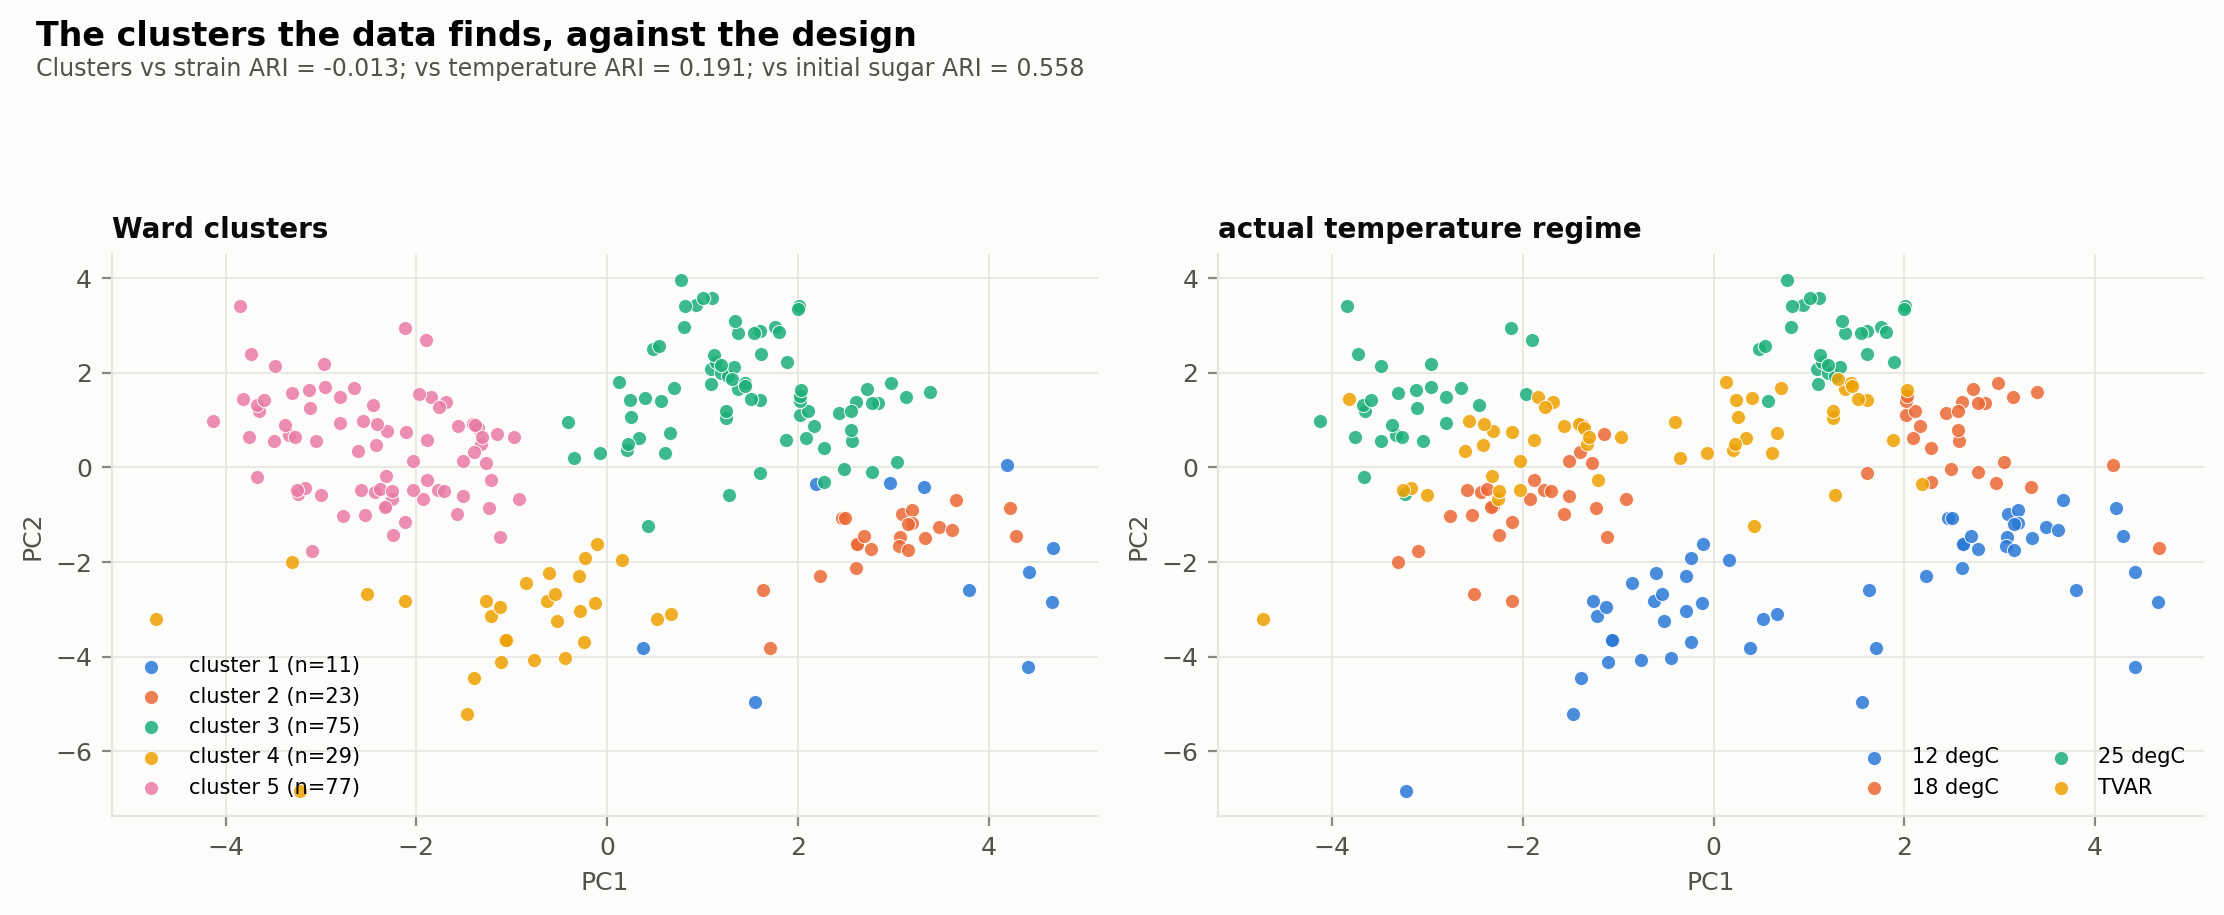 The clusters the data finds, against the design
Clusters vs strain ARI = -0.013; vs temperature ARI = 0.191; vs initial sugar ARI = 0.558
Ward clusters
4
2
0
−2
−4
−6
PC2
cluster 1 (n=11)
cluster 2 (n=23)
cluster 3 (n=75)
cluster 4 (n=29)
cluster 5 (n=77)
−4 −2 0 2 4
PC1
actual temperature regime
4
2
0
−2
−4
−6
PC2
12 degC 25 degC
18 degC TVAR
−4 −2 0 2 4
PC1